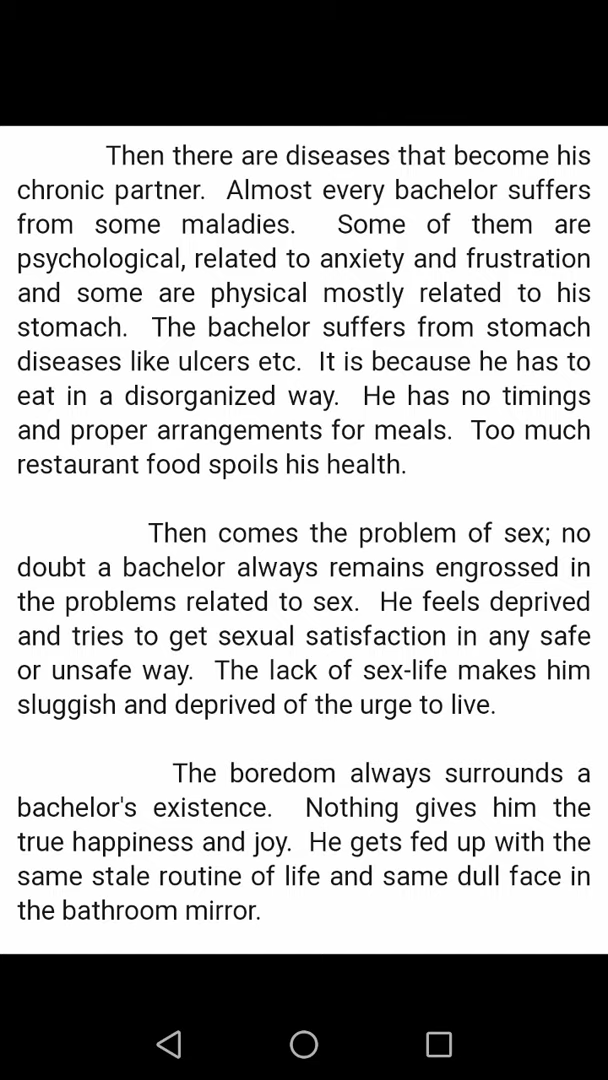 Then there are diseases that become his
chronic partner. Almost every bachelor suffers
from some maladies. Some of them are
psychological, related to anxiety and frustration
and some are physical mostly related to his
stomach. The bachelor suffers from stomach
diseases like ulcers etc. It is because he has to
eat in a disorganized way. He has no timings
and proper arrangements for meals. Too much
restaurant food spoils his health.
Then comes the problem of sex; no
doubt a bachelor always remains engrossed in
the problems related to sex. He feels deprived
and tries to get sexual satisfaction in any safe
or unsafe way. The lack of sex-life makes him
sluggish and deprived of the urge to live.
The boredom always surrounds a
bachelor's existence. Nothing gives him the
true happiness and joy. He gets fed up with the
same stale routine of life and same dull face in
the bathroom mirror.